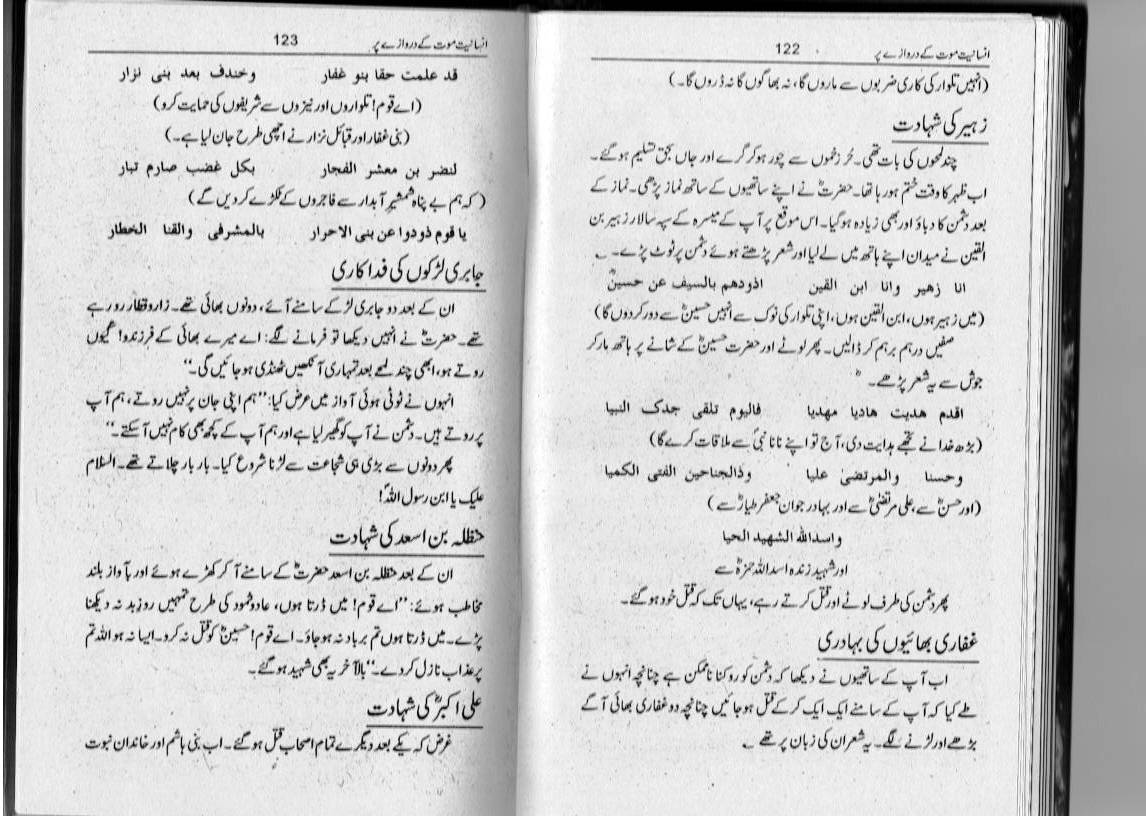 انسانیت موت کے دروازے پر 122
(انہیں تلوار کی کاری ضربوں سے ماروں گا، نہ بھاگوں گا نہ ڈروں گا۔)
زہیر کی شہادت
چند لمحوں کی بات تھی۔ حُر زخموں سے چور ہو کر گرے اور جاں بحق تسلیم ہو گئے۔
اب ظہر کا وقت ختم ہو رہا تھا۔ حضرتؓ نے اپنے ساتھیوں کے ساتھ نماز پڑھی۔ نماز کے
بعد دشمن کا دباؤ اور بھی زیادہ ہو گیا۔ اس موقع پر آپ کے میسرہ کے سپہ سالار زہیر بن
القین نے میدان اپنے ہاتھ میں لے لیا اور شعر پڑھتے ہوئے دشمن پر ٹوٹ پڑے۔
انا زھیر وانا ابن القین اذودھم بالسیف عن حسینؓ
(میں زہیر ہوں، ابن القین ہوں، اپنی تلوار کی نوک سے انہیں حسینؓ سے دور کردوں گا)
صفیں درہم برہم کر ڈالیں۔ پھر لوٹے اور حضرت حسینؓ کے شانے پر ہاتھ مار کر
جوش سے یہ شعر پڑھے۔
اقدم ھدیت ھادیا مھدیا فالیوم تلقی جدک النبیا
(بڑھ خدا نے تجھے ہدایت دی، آج تو اپنے نانا نبیؐ سے ملاقات کرے گا)
وحسنا والمرتضیٰ علیا وذالجناحین الفتی الکمیا
(اور حسنؓ سے، علی مرتضیٰؓ سے اور بہادر جوان جعفر طیارؓ سے)
واسداللہ الشھید الحیا
اور شہید زندہ اسد اللہ حمزہؓ سے
پھر دشمن کی طرف لوٹے اور قتل کرتے رہے، یہاں تک کہ قتل خود ہو گئے۔
غفاری بھائیوں کی بہادری
اب آپ کے ساتھیوں نے دیکھا کہ دشمن کو روکنا ناممکن ہے چنانچہ انہوں نے
طے کیا کہ آپ کے سامنے ایک ایک کر کے قتل ہو جائیں چنانچہ دو غفاری بھائی آگے
بڑھے اور لڑنے لگے۔ یہ شعر ان کی زبان پر تھے
انسانیت موت کے دروازے پر 123
قد علمت حقا بنو غفار وخندف بعد بنی نزار
(اے قوم! تلواروں اور نیزوں سے شریفوں کی حمایت کرو)
(بنی غفار اور قبائل نزار نے اچھی طرح جان لیا ہے۔)
لنضر بن معشر الفجار بکل غضب صارم تبار
(کہ ہم بے پناہ شمشیرِ آبدار سے فاجروں کے ٹکڑے کر دیں گے)
یا قوم ذودوا عن بنی الاحرار بالمشرفی والقنا الخطار
جابری لڑکوں کی فداکاری
ان کے بعد دو جابری لڑکے سامنے آئے، دونوں بھائی تھے۔ زار و قطار رو رہے
تھے۔ حضرتؓ نے انہیں دیکھا تو فرمانے لگے: اے میرے بھائی کے فرزندو! کیوں
روتے ہو، ابھی چند لمحے بعد تمہاری آنکھیں ٹھنڈی ہو جائیں گی۔"
انہوں نے ٹوٹی ہوئی آواز میں عرض کیا: "ہم اپنی جان پر نہیں روتے، ہم آپ
پر روتے ہیں۔ دشمن نے آپ کو گھیر لیا ہے اور ہم آپ کے کچھ بھی کام نہیں آ سکتے۔"
پھر دونوں سے بڑی ہی شجاعت سے لڑنا شروع کیا۔ بار بار چلاتے تھے۔ السلام
علیک یا ابن رسول اللہؐ!
حنظلہ بن اسعد کی شہادت
ان کے بعد حنظلہ بن اسعد حضرتؓ کے سامنے آ کر کھڑے ہوئے اور بآواز بلند
مخاطب ہوئے: "اے قوم! میں ڈرتا ہوں، عاد و ثمود کی طرح تمہیں روز بد نہ دیکھنا
پڑے۔ میں ڈرتا ہوں تم برباد نہ ہو جاؤ۔ اے قوم! حسینؓ کو قتل نہ کرو۔ ایسا نہ ہو اللہ تم
پر عذاب نازل کر دے۔" بالآخر یہ بھی شہید ہو گئے۔
علی اکبرؓ کی شہادت
غرض کہ یکے بعد دیگرے تمام اصحاب قتل ہو گئے۔ اب بنی ہاشم اور خاندان نبوت